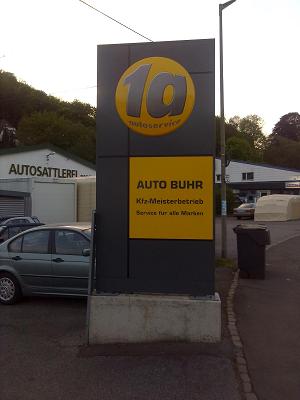 1a
autoservice
AUTOSATTLEREI
AUTO BUHR
Kfz-Meisterbetrieb
Service für alle Marken